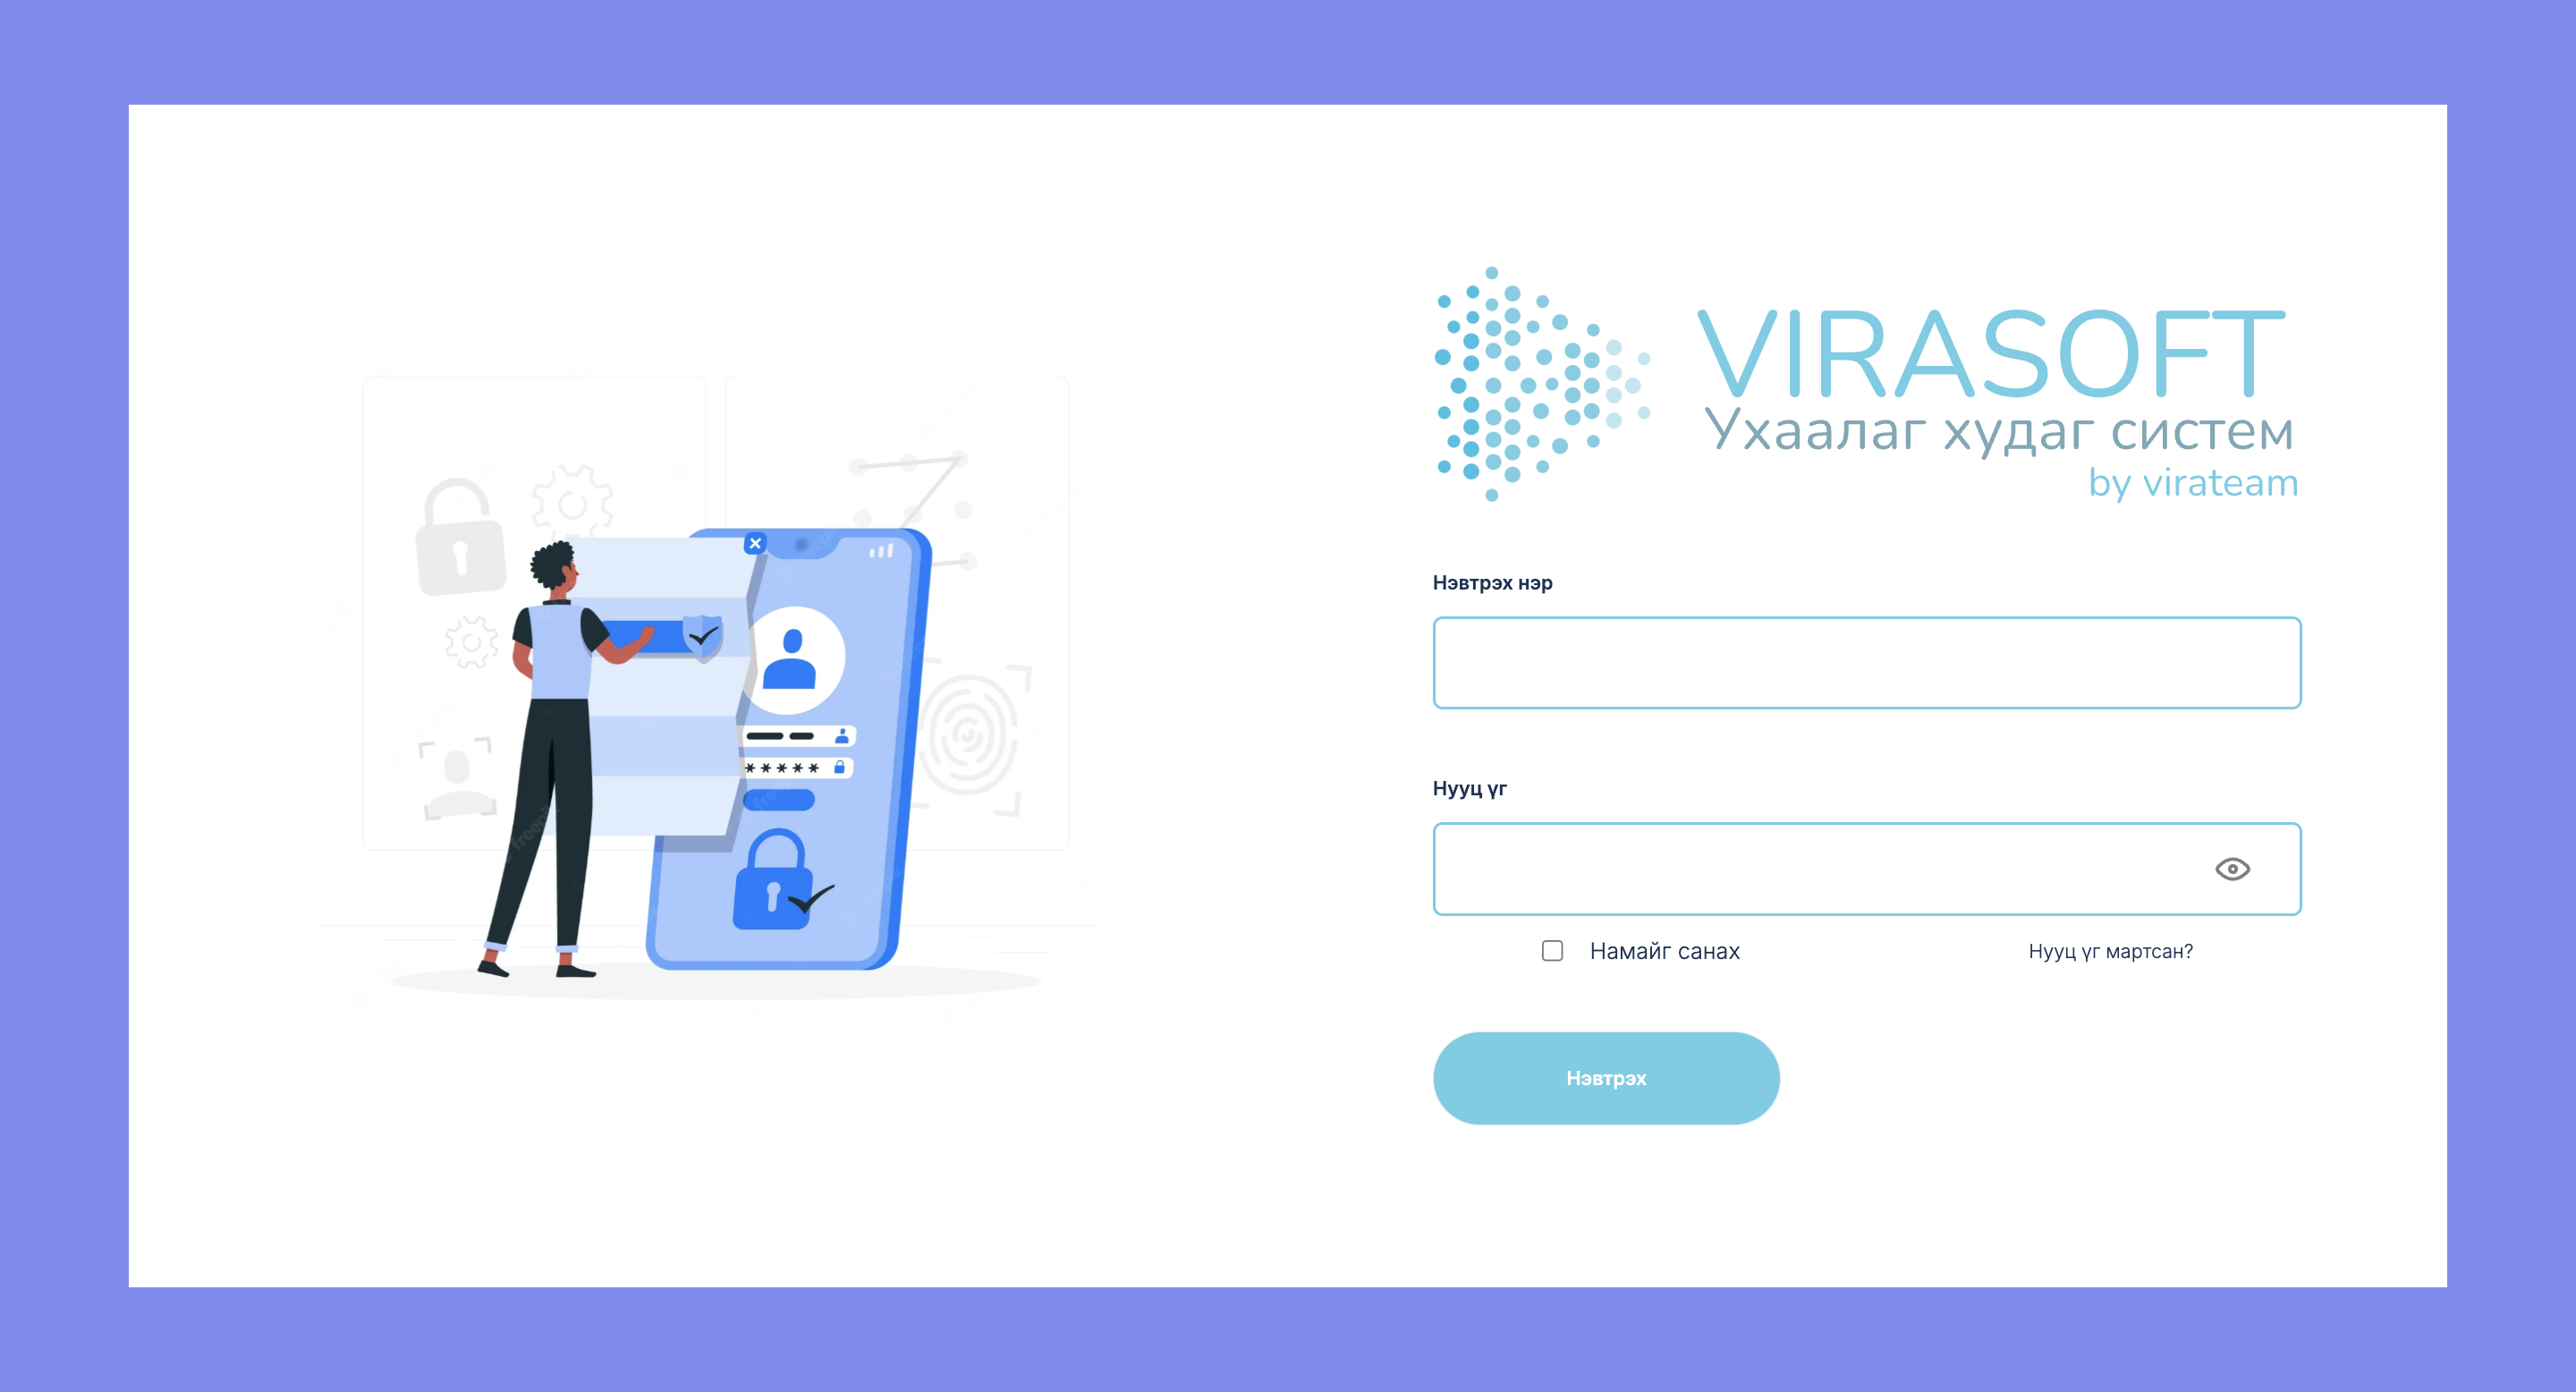 VIRASOFT
Ухаалаг худаг систем
by virateam
Нэвтрэх нэр
Нууц үг
*****
Намайг санах
Нууц үг мартсан?
Нэвтрэх